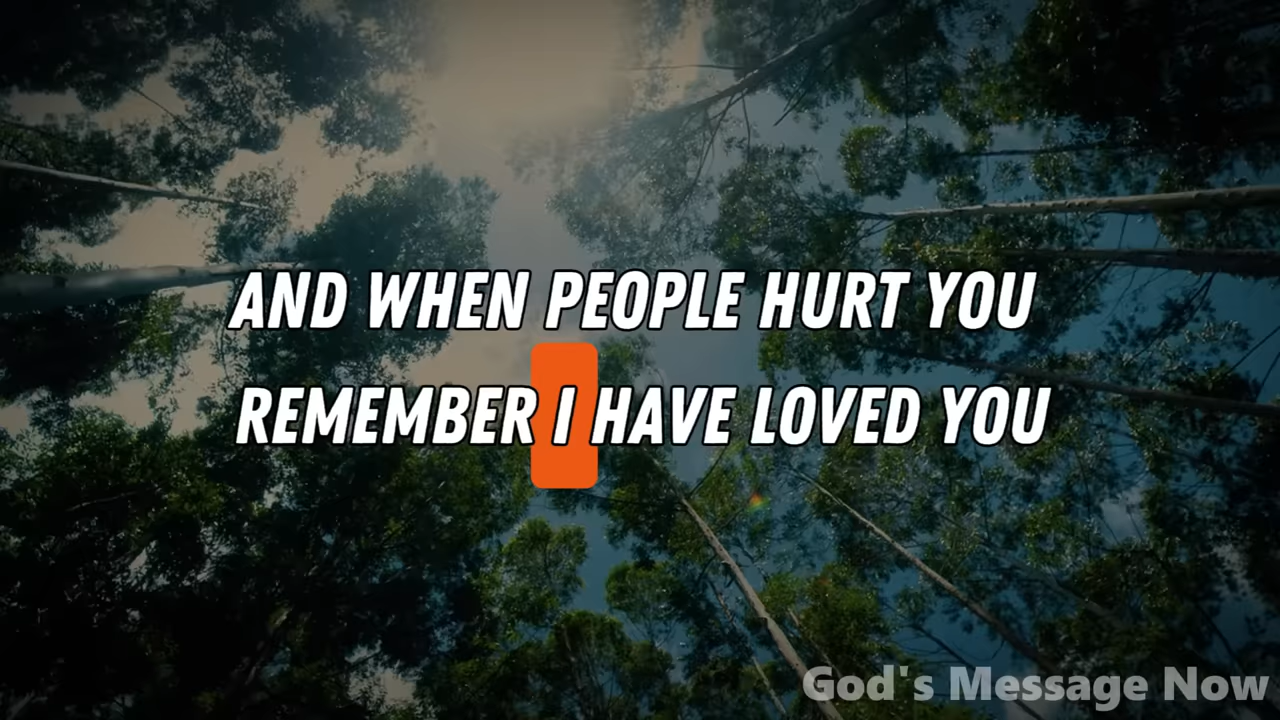 AND WHEN PEOPLE HURT YOU
REMEMBER I HAVE LOVED YOU
God's Message Now